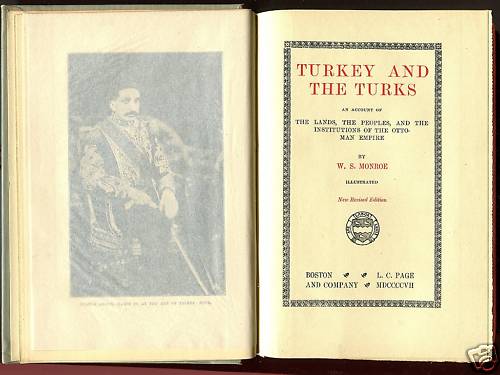 TURKEY AND
THE TURKS
AN ACCOUNT OF
THE LANDS, THE PEOPLES, AND THE
INSTITUTIONS OF THE OTTO-
MAN EMPIRE
BY
W. S. MONROE
ILLUSTRATED
New Revised Edition
BOSTON L. C. PAGE
AND COMPANY MDCCCCVII